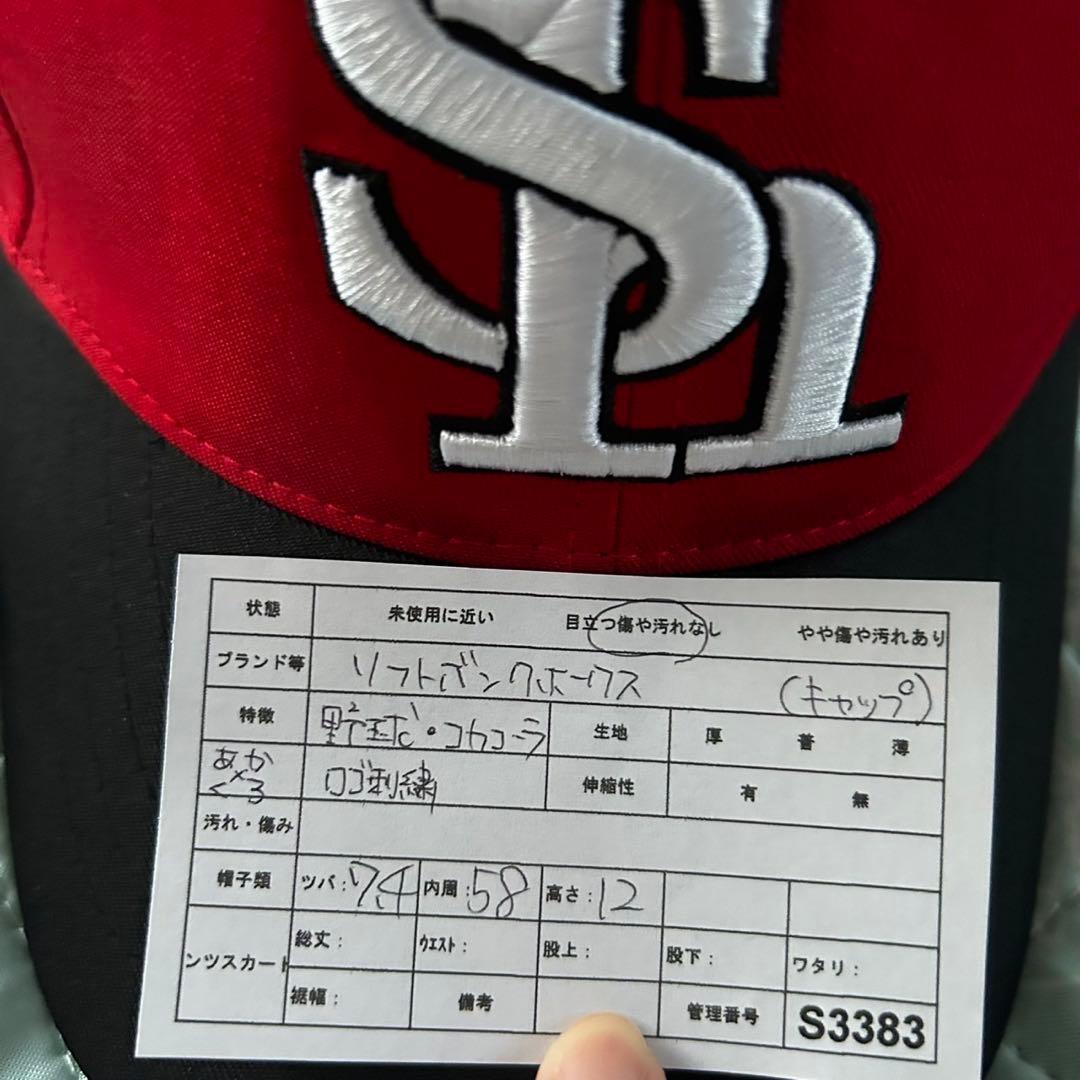 SH
状態 未使用に近い 目立つ傷や汚れなし やや傷や汚れあり
ブランド等 ソフトバンクホークス (キャップ)
特徴 野球・コカコーラ 生地 厚 普 薄
あか×くろ ロゴ刺繍 伸縮性 有 無
汚れ・傷み
帽子類 ツバ:7.4 内周:58 高さ:12
ンツスカート 総丈: ウエスト: 股上: 股下: ワタリ:
裾幅: 備考 管理番号 S3383